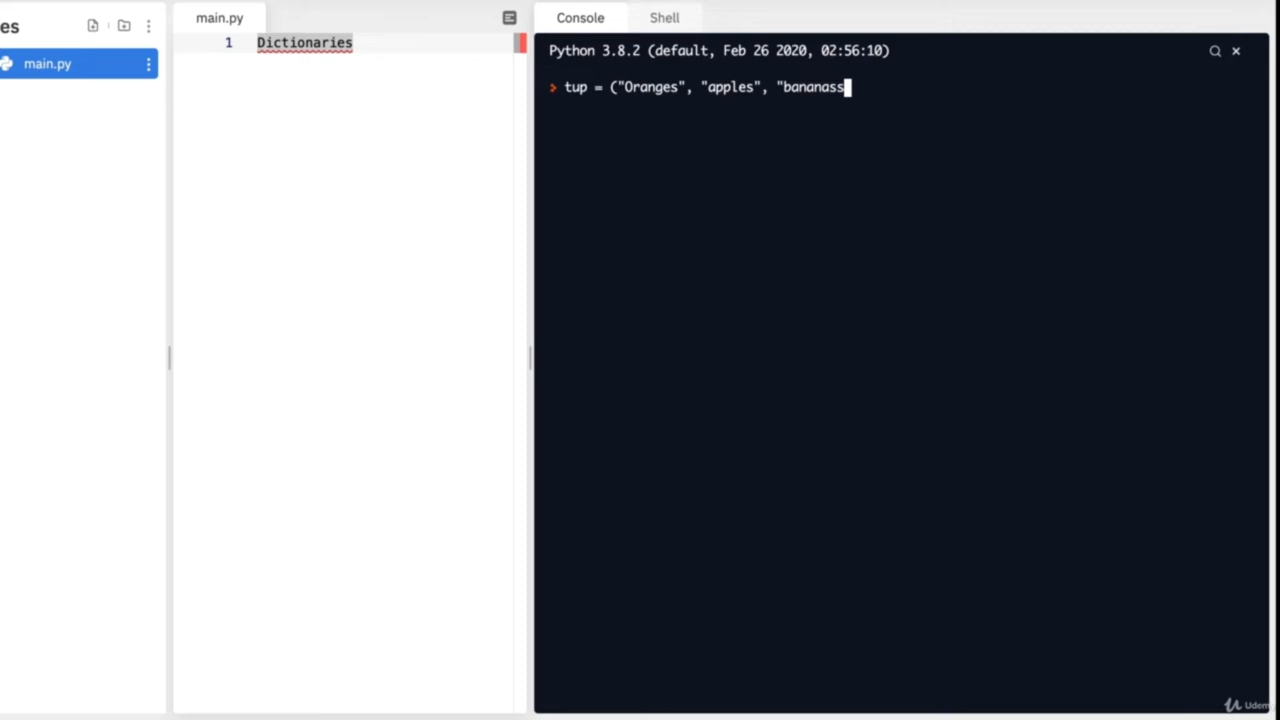 es
main.py
main.py
1 Dictionaries
Console Shell
Python 3.8.2 (default, Feb 26 2020, 02:56:10)
> tup = ("Oranges", "apples", "bananass
Udem